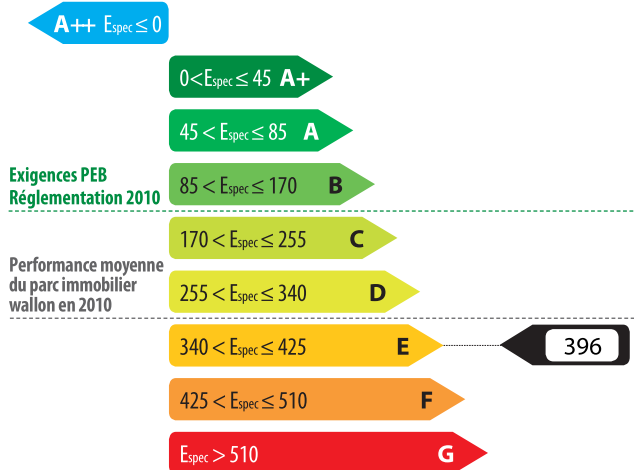 A++ Espec ≤ 0
0<Espec ≤ 45 A+
45 < Espec ≤ 85 A
Exigences PEB
Réglementation 2010
85 < Espec ≤ 170 B
170 < Espec ≤ 255 C
Performance moyenne
du parc immobilier
wallon en 2010
255 < Espec ≤ 340 D
340 < Espec ≤ 425 E
396
425 < Espec ≤ 510 F
Espec > 510 G